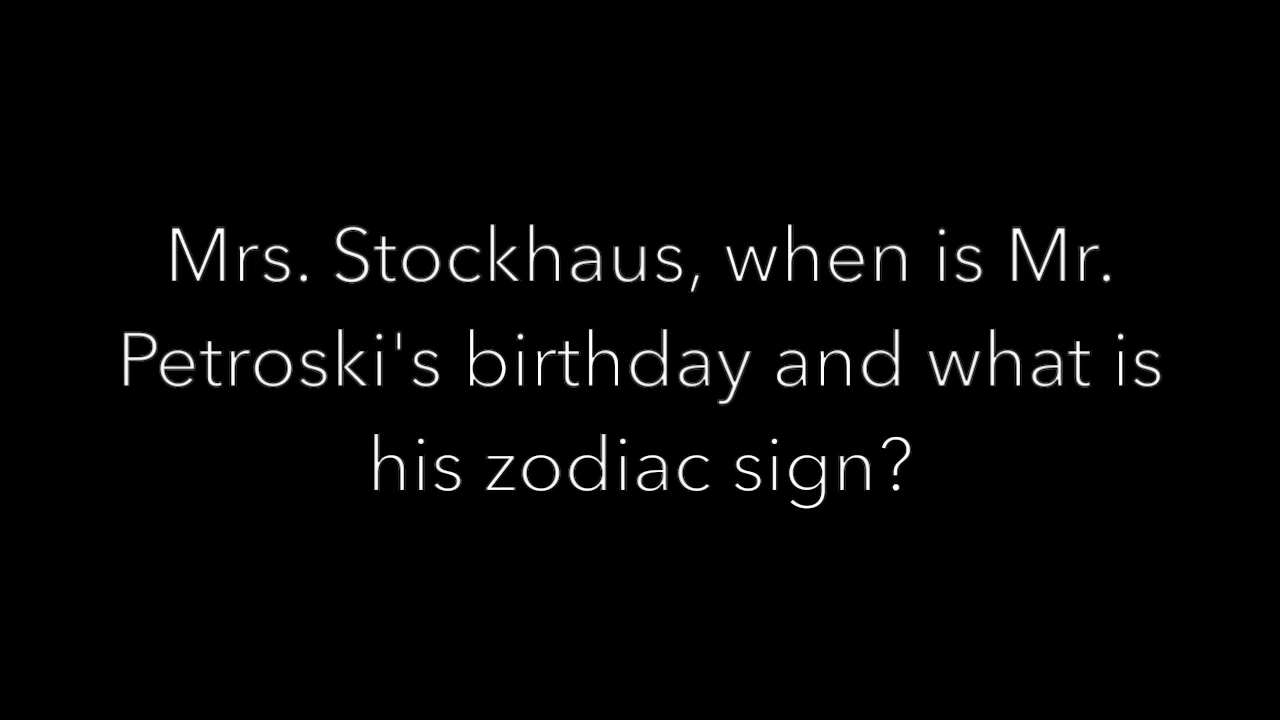 Mrs. Stockhaus, when is Mr.
Petroski's birthday and what is
his zodiac sign?